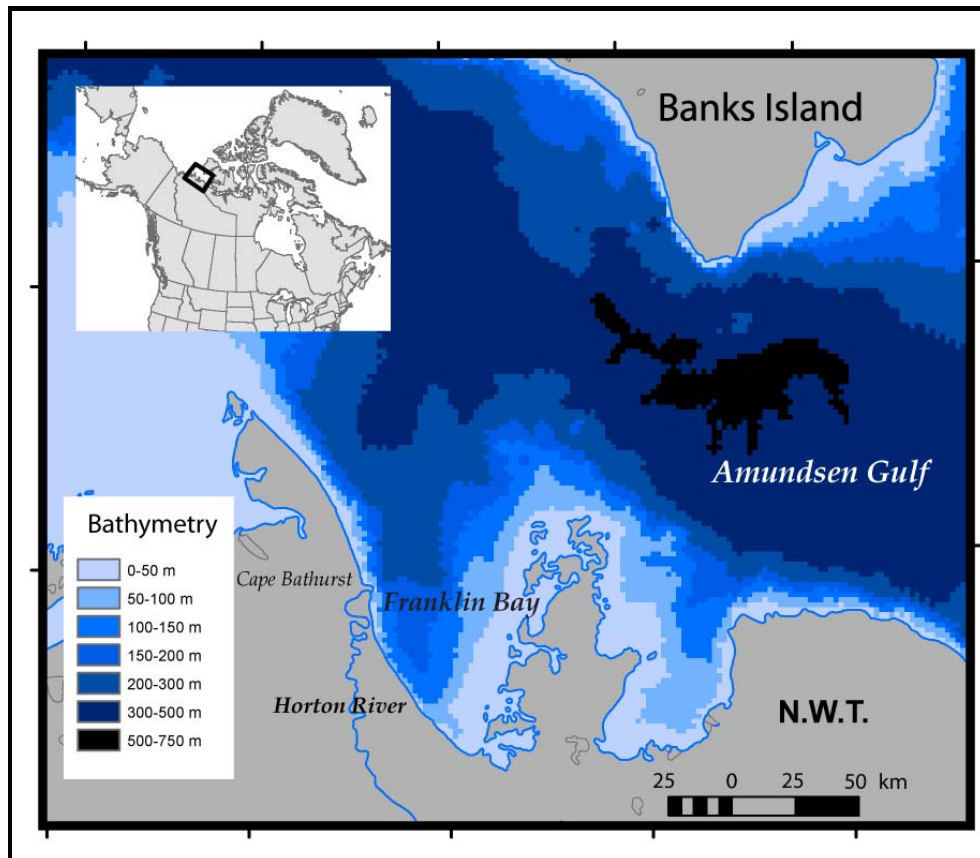 Banks Island
Amundsen Gulf
Bathymetry
0-50 m
50-100 m
100-150 m
150-200 m
200-300 m
300-500 m
500-750 m
Cape Bathurst
Franklin Bay
Horton River
N.W.T.
25 0 25 50 km